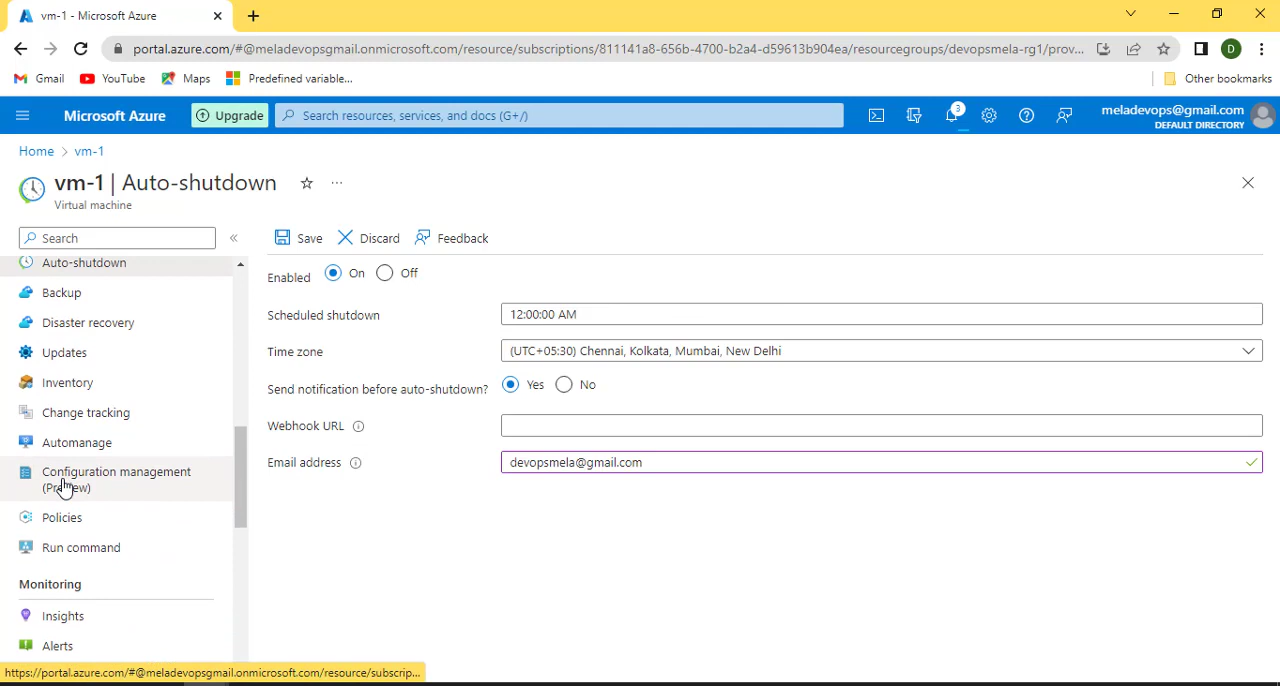 vm-1 - Microsoft Azure
portal.azure.com/#@meladevopsgmail.onmicrosoft.com/resource/subscriptions/811141a8-656b-4700-b2a4-d59613b904ea/resourcegroups/devopsmela-rg1/prov...
D
Gmail
YouTube
Maps
Predefined variable...
Other bookmarks
Microsoft Azure
Upgrade
Search resources, services, and docs (G+/)
3
meladevops@gmail.com
DEFAULT DIRECTORY
Home > vm-1
vm-1 | Auto-shutdown
Virtual machine
Search
Save
Discard
Feedback
Auto-shutdown
Backup
Disaster recovery
Updates
Inventory
Change tracking
Automanage
Configuration management
(Preview)
Policies
Run command
Monitoring
Insights
Alerts
Enabled
On
Off
Scheduled shutdown
12:00:00 AM
Time zone
(UTC+05:30) Chennai, Kolkata, Mumbai, New Delhi
Send notification before auto-shutdown?
Yes
No
Webhook URL
Email address
devopsmela@gmail.com
https://portal.azure.com/#@meladevopsgmail.onmicrosoft.com/resource/subscrip...